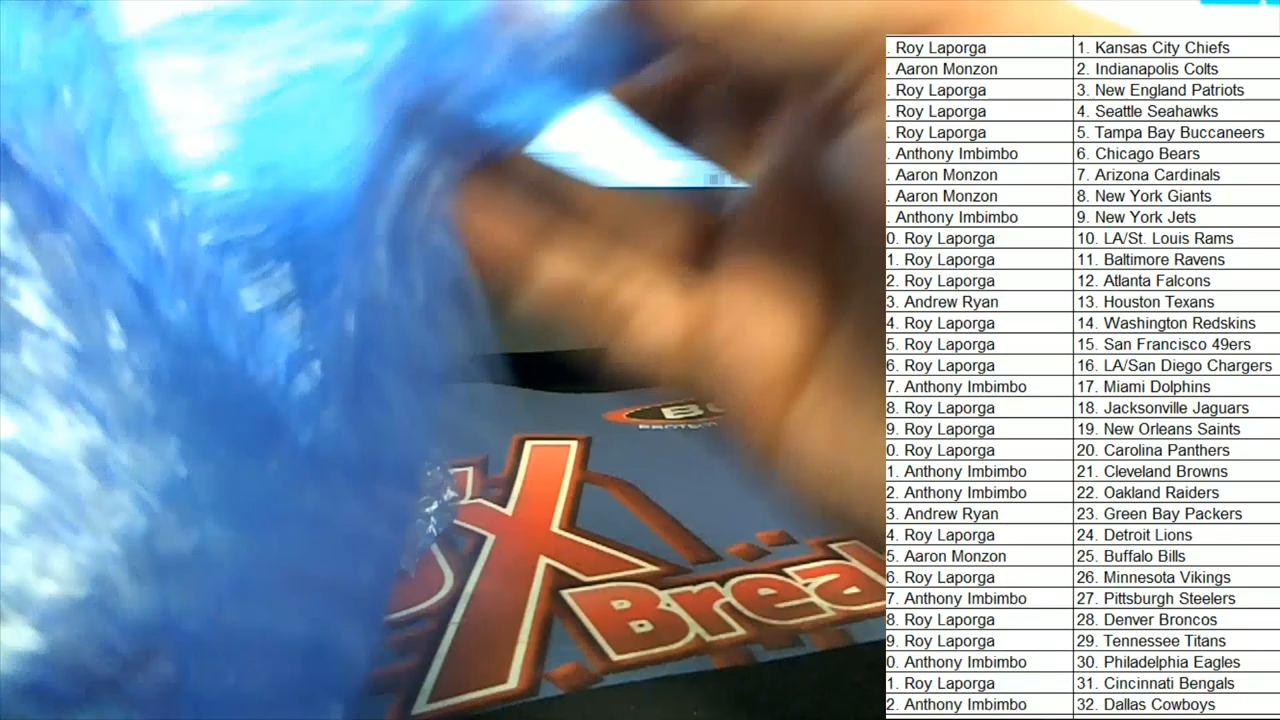 . Roy Laporga 1. Kansas City Chiefs
. Aaron Monzon 2. Indianapolis Colts
. Roy Laporga 3. New England Patriots
. Roy Laporga 4. Seattle Seahawks
. Roy Laporga 5. Tampa Bay Buccaneers
. Anthony Imbimbo 6. Chicago Bears
. Aaron Monzon 7. Arizona Cardinals
. Aaron Monzon 8. New York Giants
. Anthony Imbimbo 9. New York Jets
0. Roy Laporga 10. LA/St. Louis Rams
1. Roy Laporga 11. Baltimore Ravens
2. Roy Laporga 12. Atlanta Falcons
3. Andrew Ryan 13. Houston Texans
4. Roy Laporga 14. Washington Redskins
5. Roy Laporga 15. San Francisco 49ers
6. Roy Laporga 16. LA/San Diego Chargers
7. Anthony Imbimbo 17. Miami Dolphins
8. Roy Laporga 18. Jacksonville Jaguars
9. Roy Laporga 19. New Orleans Saints
0. Roy Laporga 20. Carolina Panthers
1. Anthony Imbimbo 21. Cleveland Browns
2. Anthony Imbimbo 22. Oakland Raiders
3. Andrew Ryan 23. Green Bay Packers
4. Roy Laporga 24. Detroit Lions
5. Aaron Monzon 25. Buffalo Bills
6. Roy Laporga 26. Minnesota Vikings
7. Anthony Imbimbo 27. Pittsburgh Steelers
8. Roy Laporga 28. Denver Broncos
9. Roy Laporga 29. Tennessee Titans
0. Anthony Imbimbo 30. Philadelphia Eagles
1. Roy Laporga 31. Cincinnati Bengals
2. Anthony Imbimbo 32. Dallas Cowboys
X
Brea